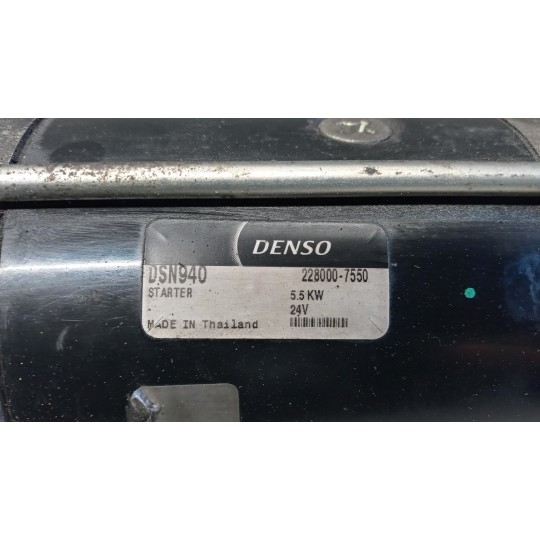 DENSO
DSN940 228000-7550
STARTER 5.5 KW
24V
MADE IN Thailand